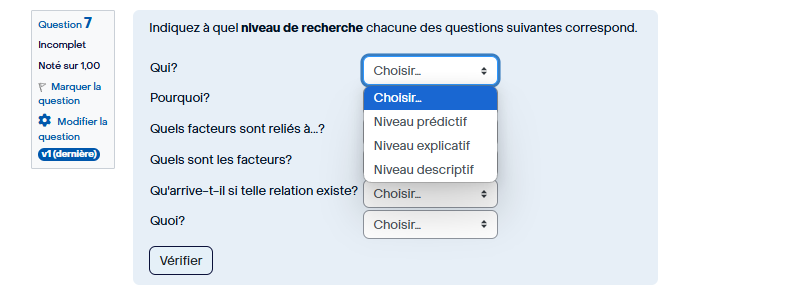 Question 7
Incomplet
Noté sur 1,00
Marquer la
question
Modifier la
question
v1 (dernière)
Indiquez à quel niveau de recherche chacune des questions suivantes correspond.
Qui?
Choisir...
Pourquoi?
Choisir...
Niveau prédictif
Quels facteurs sont reliés à...?
Niveau explicatif
Quels sont les facteurs?
Niveau descriptif
Qu'arrive-t-il si telle relation existe?
Choisir...
Quoi?
Choisir...
Vérifier